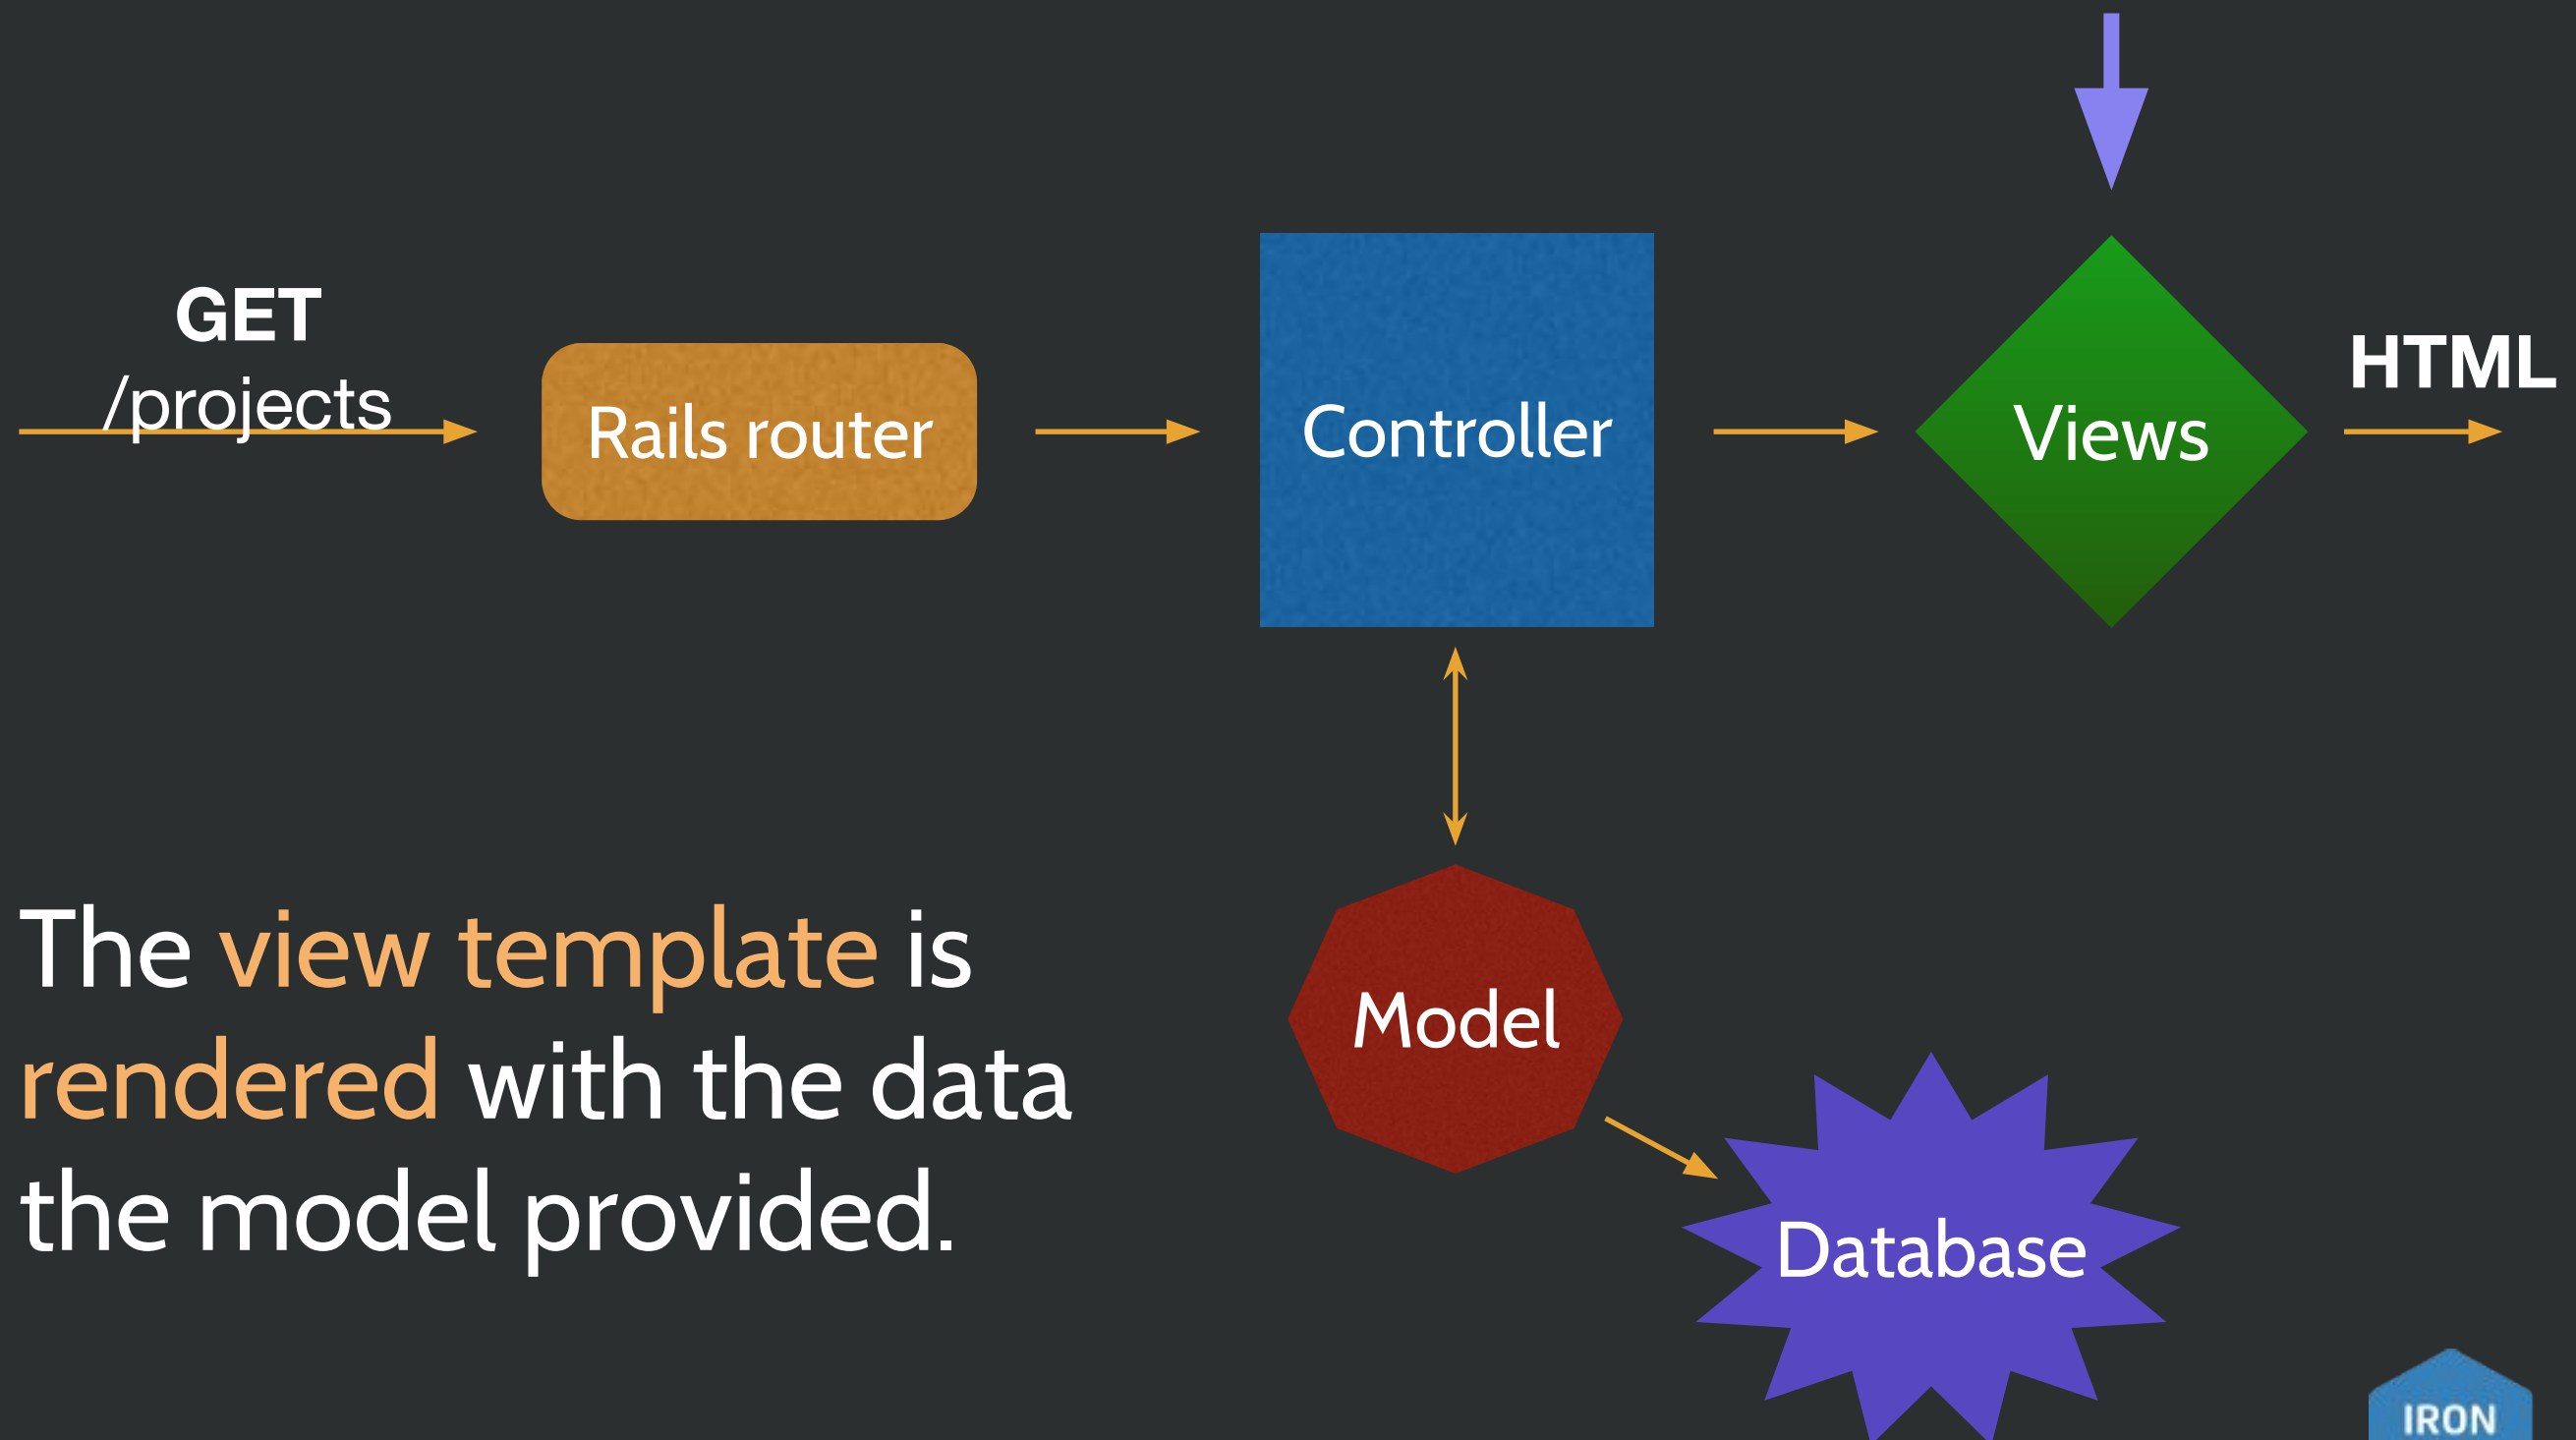 GET
/projects
Rails router
Controller
Views
HTML
The view template is
rendered with the data
the model provided.
Model
Database
IRON